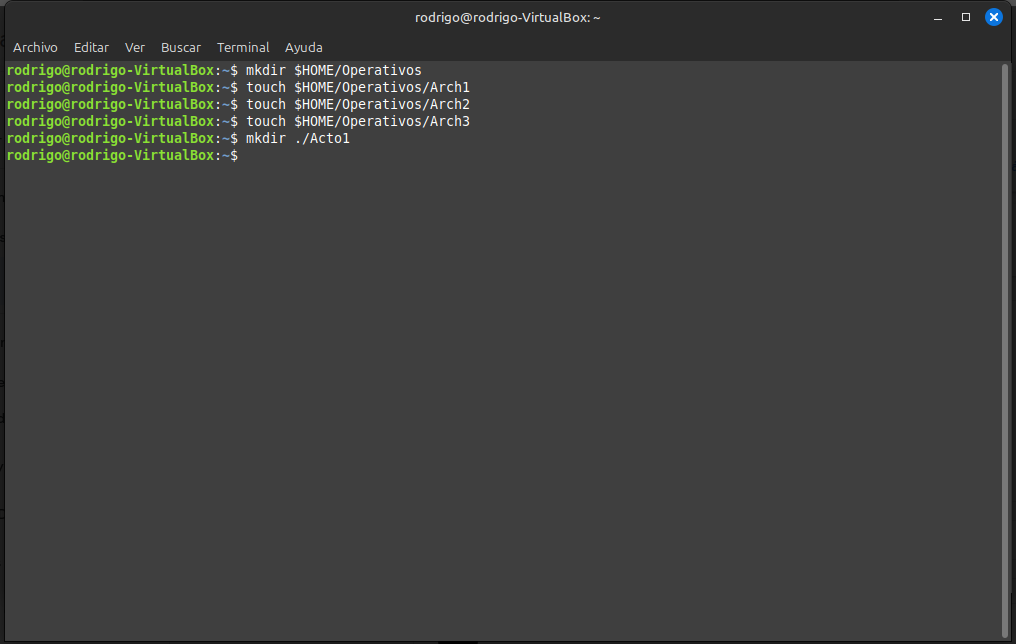 rodrigo@rodrigo-VirtualBox: ~
Archivo Editar Ver Buscar Terminal Ayuda
rodrigo@rodrigo-VirtualBox:~$ mkdir $HOME/Operativos
rodrigo@rodrigo-VirtualBox:~$ touch $HOME/Operativos/Arch1
rodrigo@rodrigo-VirtualBox:~$ touch $HOME/Operativos/Arch2
rodrigo@rodrigo-VirtualBox:~$ touch $HOME/Operativos/Arch3
rodrigo@rodrigo-VirtualBox:~$ mkdir ./Acto1
rodrigo@rodrigo-VirtualBox:~$